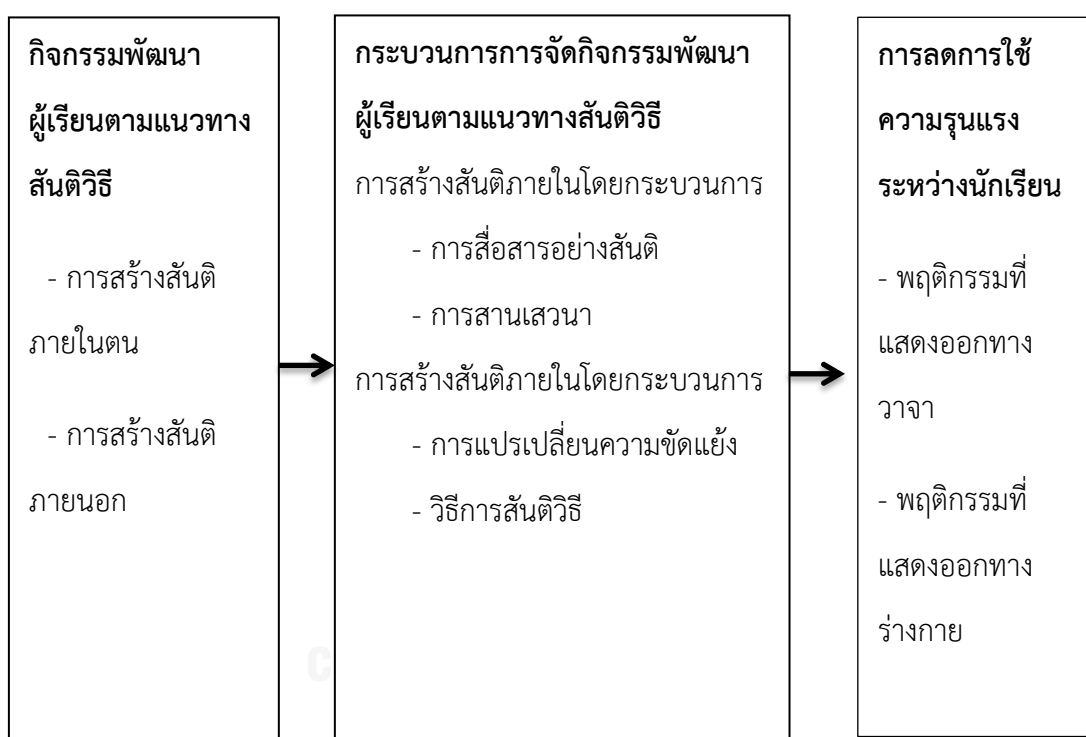 กิจกรรมพัฒนา
ผู้เรียนตามแนวทาง
สันติวิธี
- การสร้างสันติ
ภายในตน
- การสร้างสันติ
ภายนอก
กระบวนการการจัดกิจกรรมพัฒนา
ผู้เรียนตามแนวทางสันติวิธี
การสร้างสันติภายในโดยกระบวนการ
- การสื่อสารอย่างสันติ
- การสานเสวนา
การสร้างสันติภายในโดยกระบวนการ
- การแปรเปลี่ยนความขัดแย้ง
- วิธีการสันติวิธี
การลดการใช้
ความรุนแรง
ระหว่างนักเรียน
- พฤติกรรมที่
แสดงออกทาง
วาจา
- พฤติกรรมที่
แสดงออกทาง
ร่างกาย
C